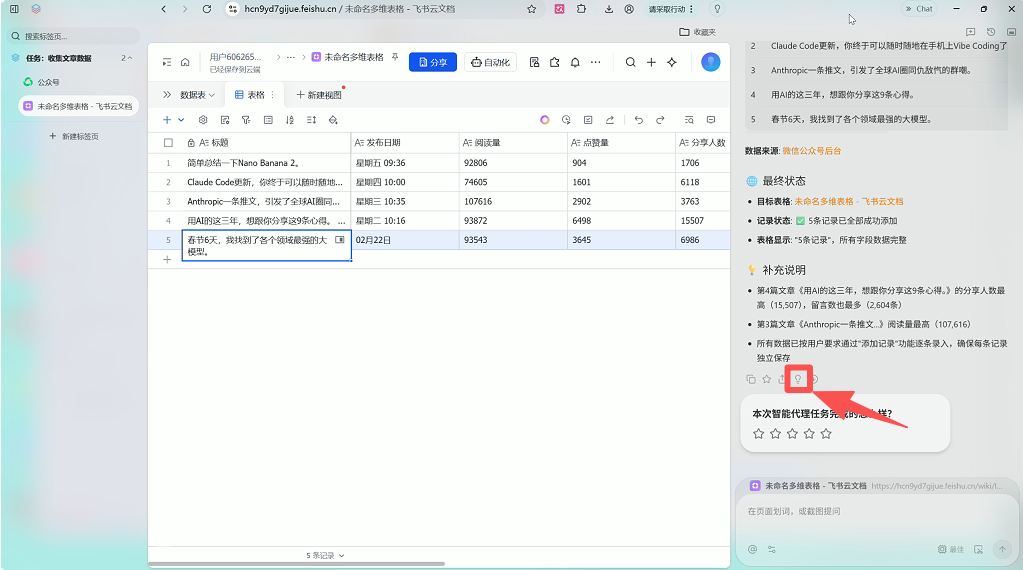 hcn9yd7gijue.feishu.cn / 未命名多维表格 - 飞书云文档
请采取行动
Chat
搜索标签页...
任务：收集文章数据
2
公众号
未命名多维表格 - 飞书云文档
新建标签页
收藏夹
用户606265...
已经保存到云端
未命名多维表格
分享
自动化
数据表
表格
新建视图
标题 发布日期 阅读量 点赞量 分享人数
1 简单总结一下Nano Banana 2。 星期五 09:36 92806 904 1706
2 Claude Code更新，你终于可以随时随地... 星期四 10:00 74605 1601 6118
3 Anthropic一条推文，引发了全球AI圈同... 星期三 10:35 107616 2902 3763
4 用AI的这三年，想跟你分享这9条心得。 ... 星期二 10:16 93872 6498 15507
5 春节6天，我找到了各个领域最强的大
模型。 02月22日 93543 3645 6986
5 条记录
2 Claude Code更新，你终于可以随时随地在手机上Vibe Coding了
3 Anthropic一条推文，引发了全球AI圈同仇敌忾的群嘲。
4 用AI的这三年，想跟你分享这9条心得。
5 春节6天，我找到了各个领域最强的大模型。
数据来源: 微信公众号后台
最终状态
目标表格: 未命名多维表格 - 飞书云文档
记录状态: 5条记录已全部成功添加
表格显示: "5条记录"，所有字段数据完整
补充说明
第4篇文章《用AI的这三年，想跟你分享这9条心得。》的分享人数最
高（15,507），留言数也最多（2,604条）
第3篇文章《Anthropic一条推文...》阅读量最高（107,616）
所有数据已按用户要求通过"添加记录"功能逐条录入，确保每条记录
独立保存
本次智能代理任务完成的怎么样？
未命名多维表格 - 飞书云文档 https://hcn9yd7gijue.feishu.cn/wiki/I...
在页面划词，或截图提问
最佳